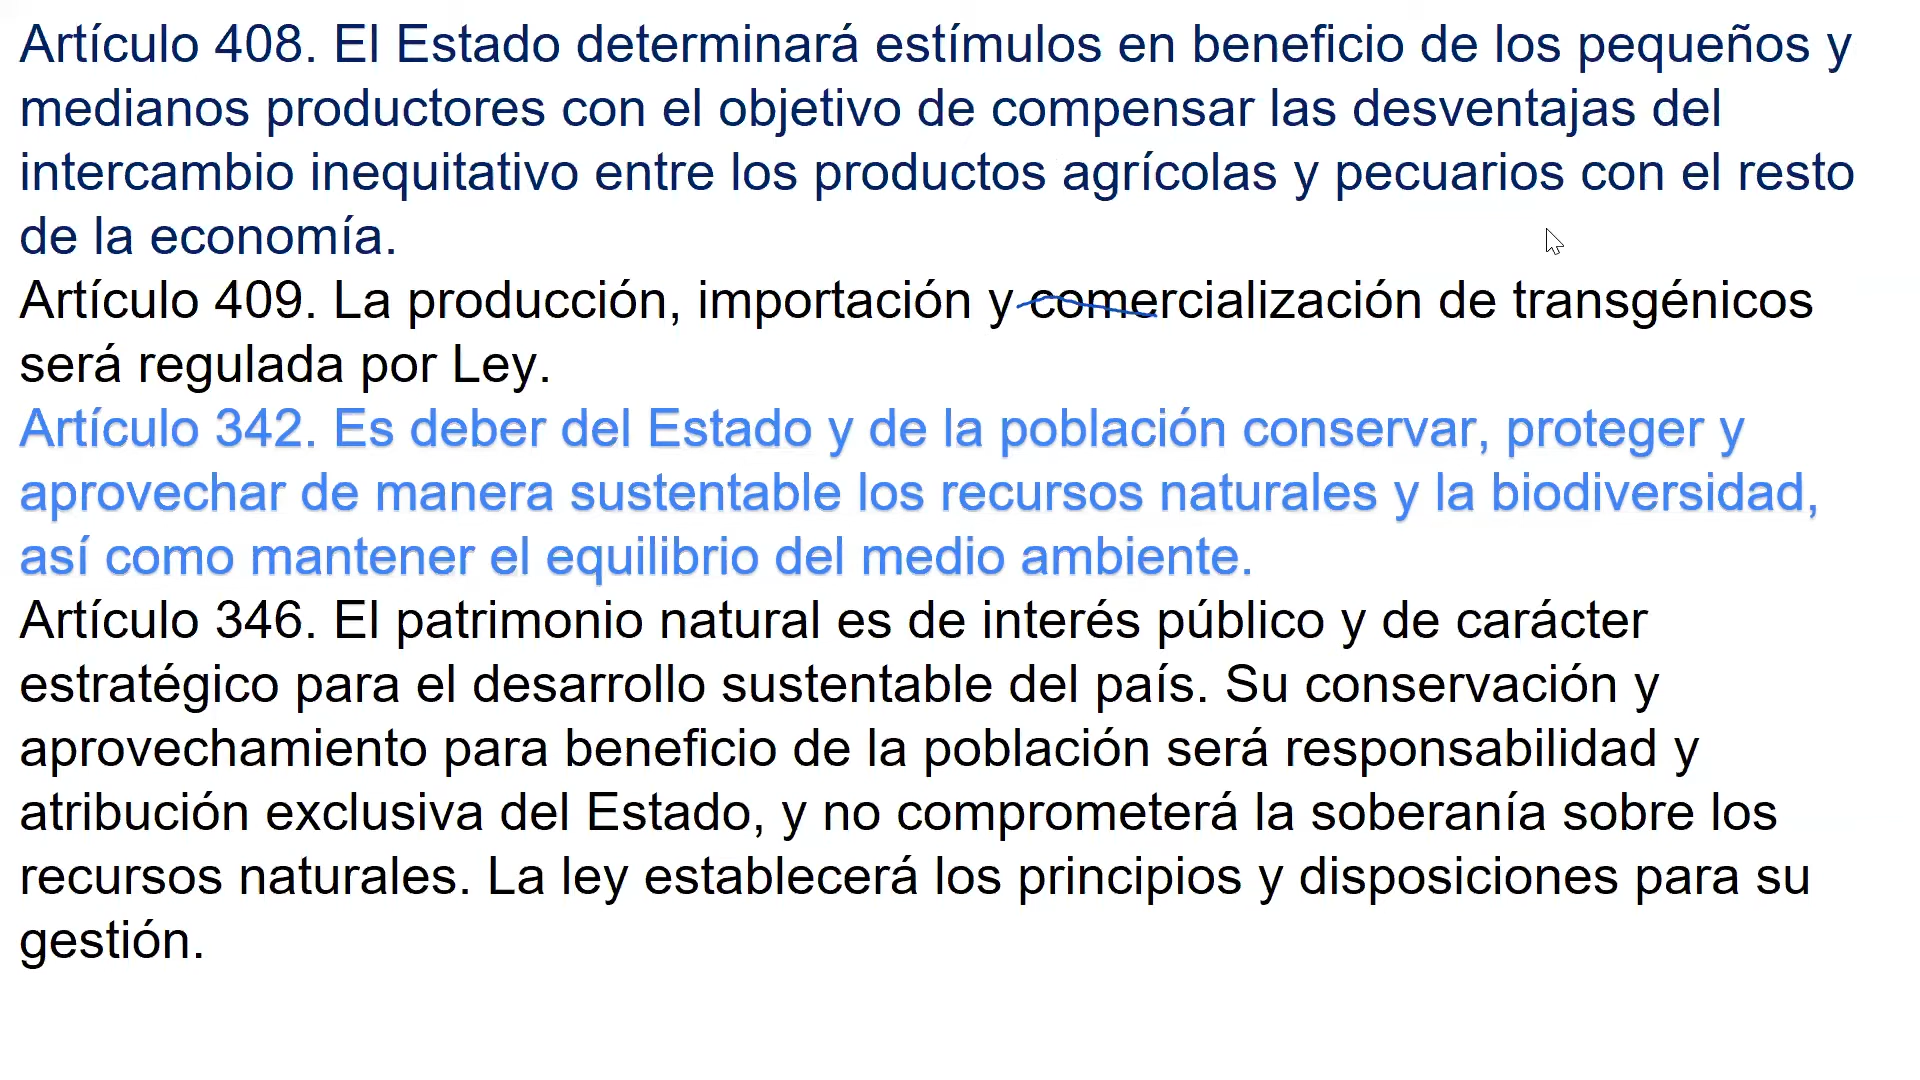 Artículo 408. El Estado determinará estímulos en beneficio de los pequeños y
medianos productores con el objetivo de compensar las desventajas del
intercambio inequitativo entre los productos agrícolas y pecuarios con el resto
de la economía.
Artículo 409. La producción, importación y comercialización de transgénicos
será regulada por Ley.
Artículo 342. Es deber del Estado y de la población conservar, proteger y
aprovechar de manera sustentable los recursos naturales y la biodiversidad,
así como mantener el equilibrio del medio ambiente.
Artículo 346. El patrimonio natural es de interés público y de carácter
estratégico para el desarrollo sustentable del país. Su conservación y
aprovechamiento para beneficio de la población será responsabilidad y
atribución exclusiva del Estado, y no comprometerá la soberanía sobre los
recursos naturales. La ley establecerá los principios y disposiciones para su
gestión.